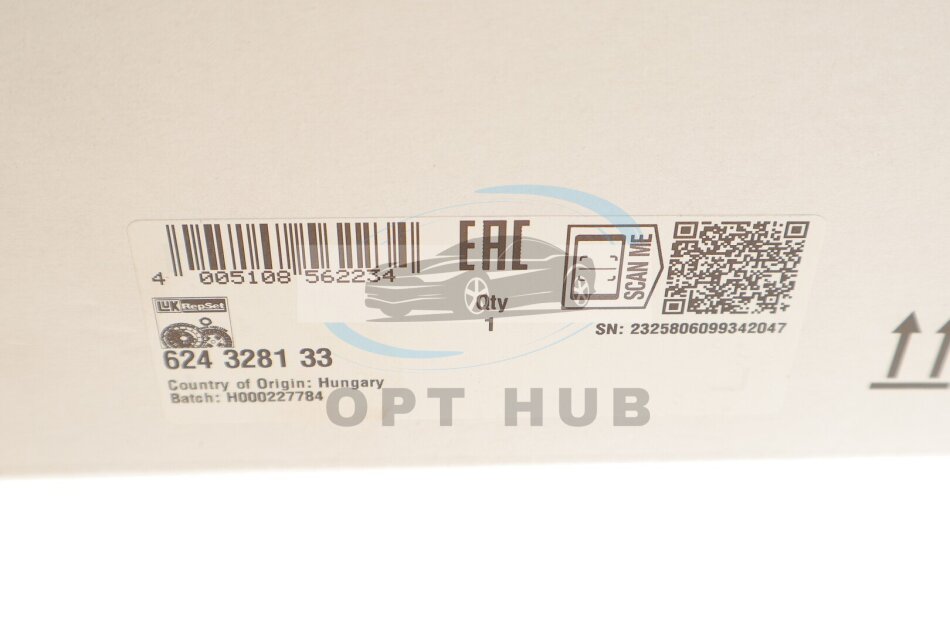 4 005108 562234
EAC
SCAN ME
Qty
1
SN: 2325806099342047
LuK RepSet
624 3281 33
Country of Origin: Hungary
Batch: H000227784
OPT HUB